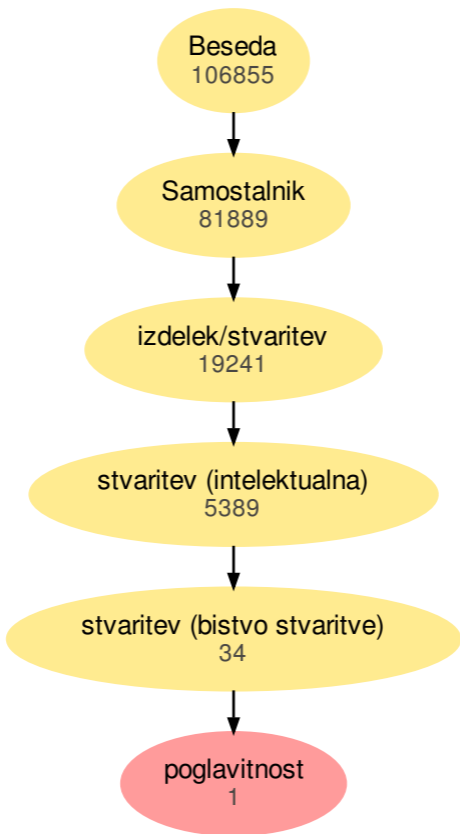 Beseda
106855
Samostalnik
81889
izdelek/stvaritev
19241
stvaritev (intelektualna)
5389
stvaritev (bistvo stvaritve)
34
poglavitnost
1